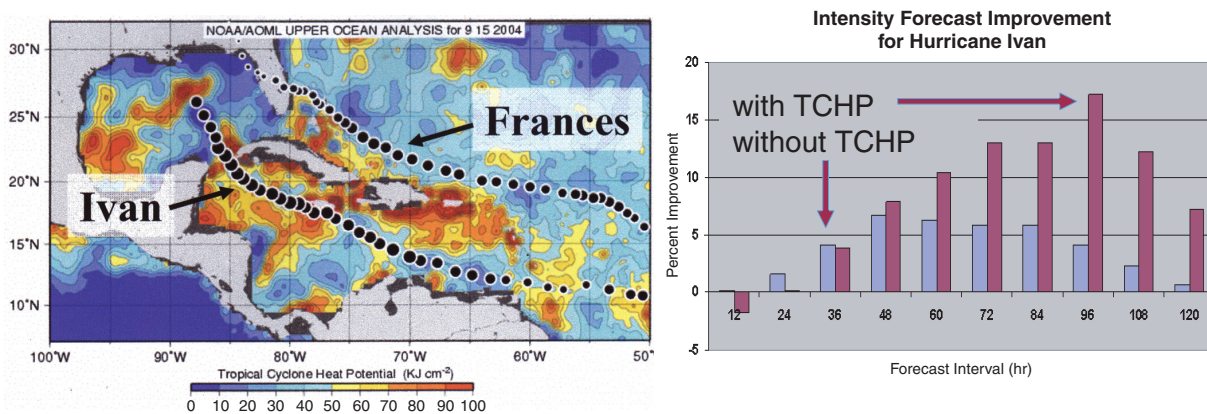 NOAA/AOML UPPER OCEAN ANALYSIS for 9 15 2004
30°N
25°N
20°N
15°N
10°N
Frances
Ivan
100°W
90°W
80°W
70°W
60°W
50°
Tropical Cyclone Heat Potential (KJ cm⁻²)
0 10 20 30 40 50 60 70 80 90 100
Intensity Forecast Improvement
for Hurricane Ivan
Percent Improvement
20
15
10
5
0
-5
with TCHP
without TCHP
12 24 36 48 60 72 84 96 108 120
Forecast Interval (hr)